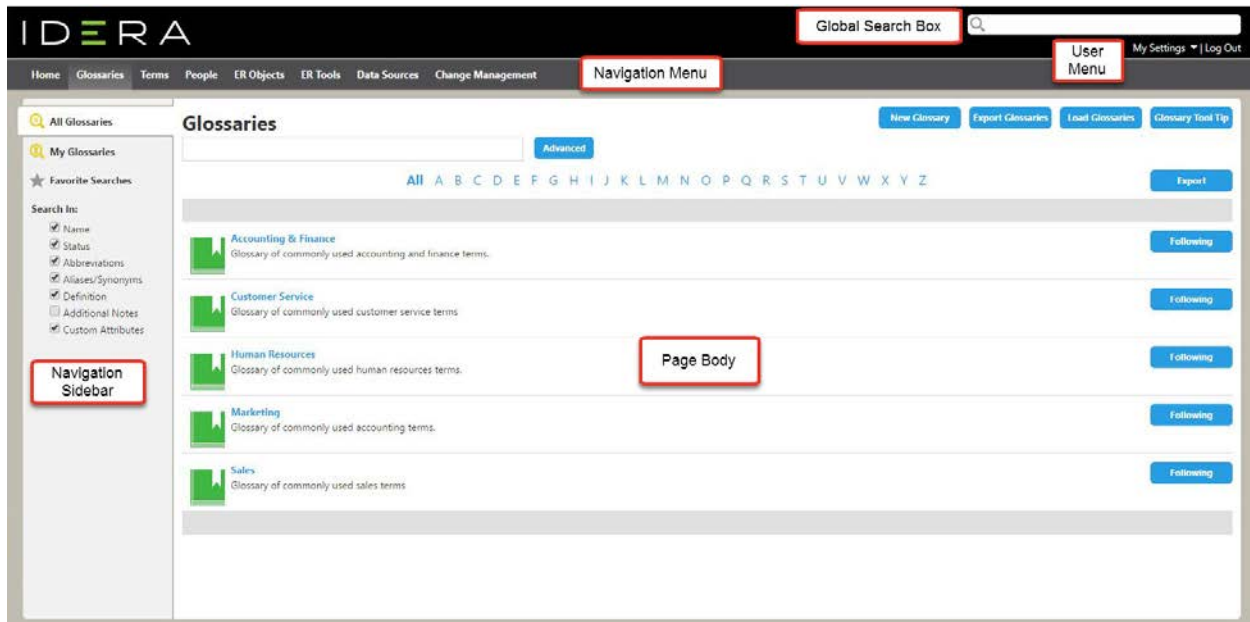 IDERA
Global Search Box
User
Menu
My Settings | Log Out
Home Glossaries Terms People ER Objects ER Tools Data Sources Change Management
Navigation Menu
All Glossaries
My Glossaries
Favorite Searches
Search In:
Name
Status
Abbreviations
Aliases/Synonyms
Definition
Additional Notes
Custom Attributes
Navigation
Sidebar
Glossaries
New Glossary Export Glossaries Load Glossaries Glossary Tool Tip
Advanced
All A B C D E F G H I J K L M N O P Q R S T U V W X Y Z
Export
Accounting & Finance
Glossary of commonly used accounting and finance terms.
Following
Customer Service
Glossary of commonly used customer service terms
Following
Human Resources
Glossary of commonly used human resources terms.
Following
Page Body
Marketing
Glossary of commonly used accounting terms.
Following
Sales
Glossary of commonly used sales terms
Following